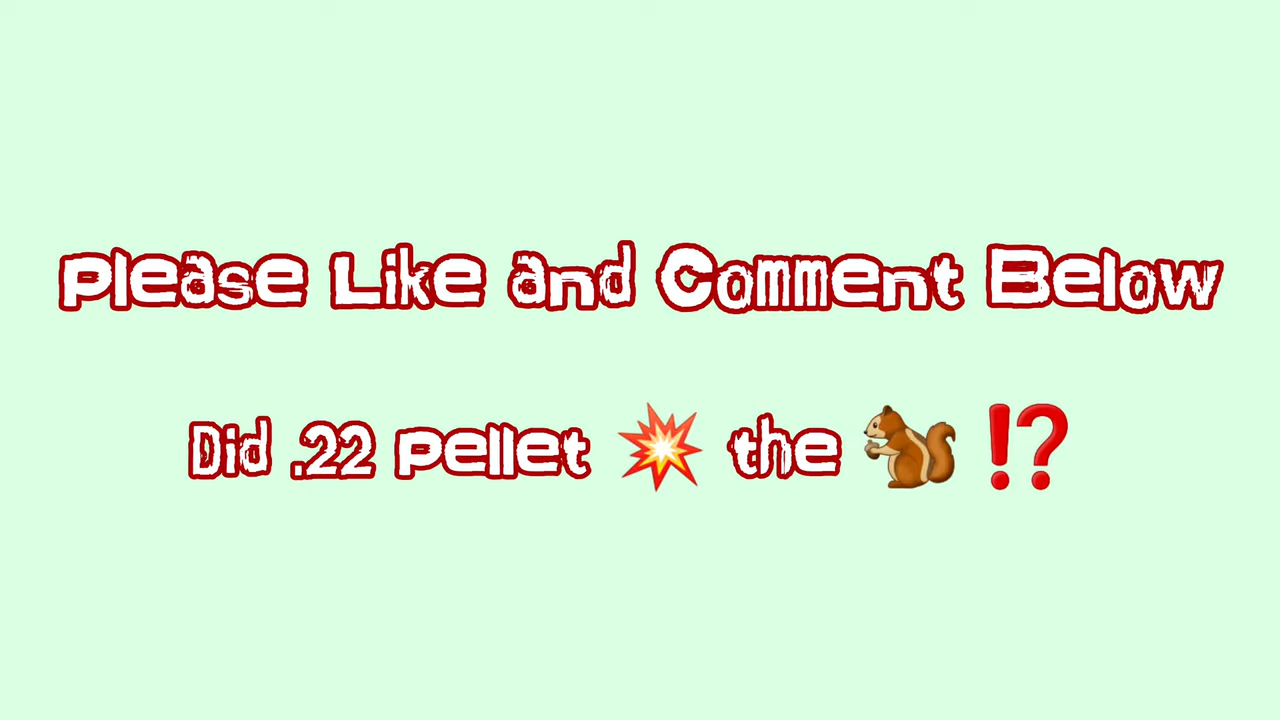 Please Like and Comment Below
Did .22 Pellet 💥 the 🐿️ ⁉️